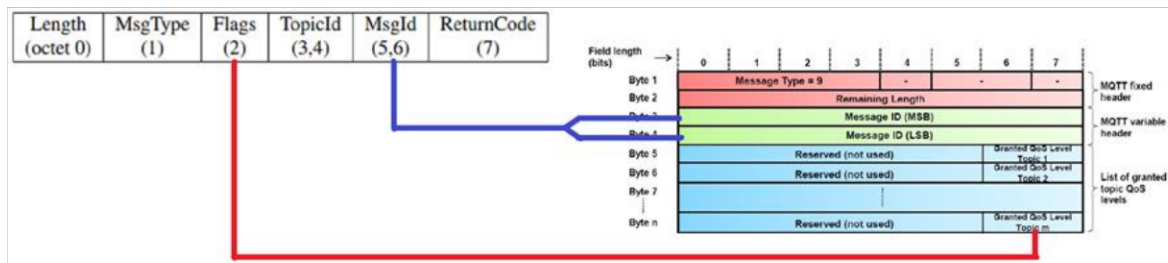 Length MsgType Flags TopicId MsgId ReturnCode
(octet 0) (1) (2) (3,4) (5,6) (7)
Field length
(bits)
0 1 2 3 4 5 6 7
Byte 1 Message Type = 9 - - -
MQTT fixed
header
Byte 2 Remaining Length
Byte 3 Message ID (MSB)
MQTT variable
header
Byte 4 Message ID (LSB)
Byte 5 Reserved (not used) Granted QoS Level
Topic 1
Byte 6 Reserved (not used) Granted QoS Level
Topic 2
Byte 7
List of granted
topic QoS
levels
Byte n Reserved (not used) Granted QoS Level
Topic m